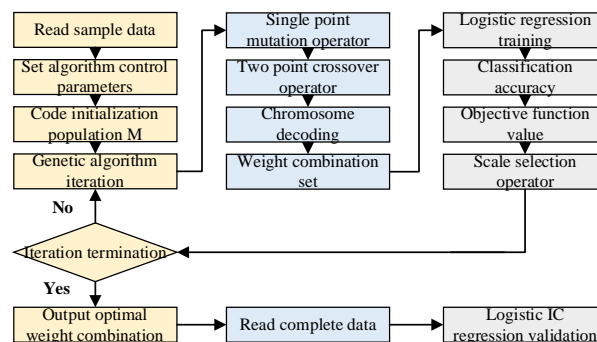 Read sample data
Set algorithm control
parameters
Code initialization
population M
Genetic algorithm
iteration
No
Iteration termination
Yes
Output optimal
weight combination
Single point
mutation operator
Two point crossover
operator
Chromosome
decoding
Weight combination
set
Read complete data
Logistic regression
training
Classification
accuracy
Objective function
value
Scale selection
operator
Logistic IC
regression validation